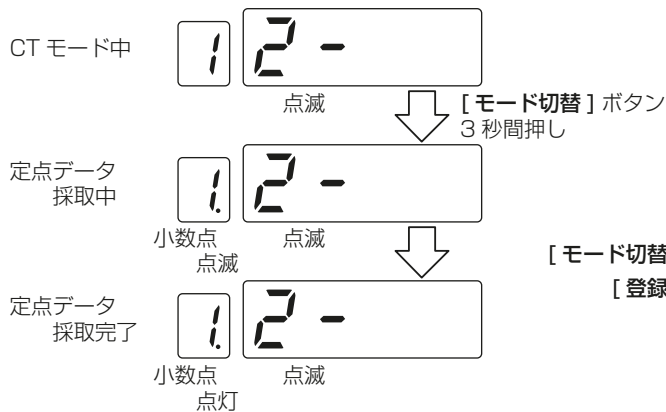 CT モード中
1 2-
点滅
[ モード切替 ] ボタン
3 秒間押し
定点データ
採取中
1. 2-
小数点
点滅
点滅
[ モード切替
[ 登録
定点データ
採取完了
1. 2-
小数点
点灯
点滅